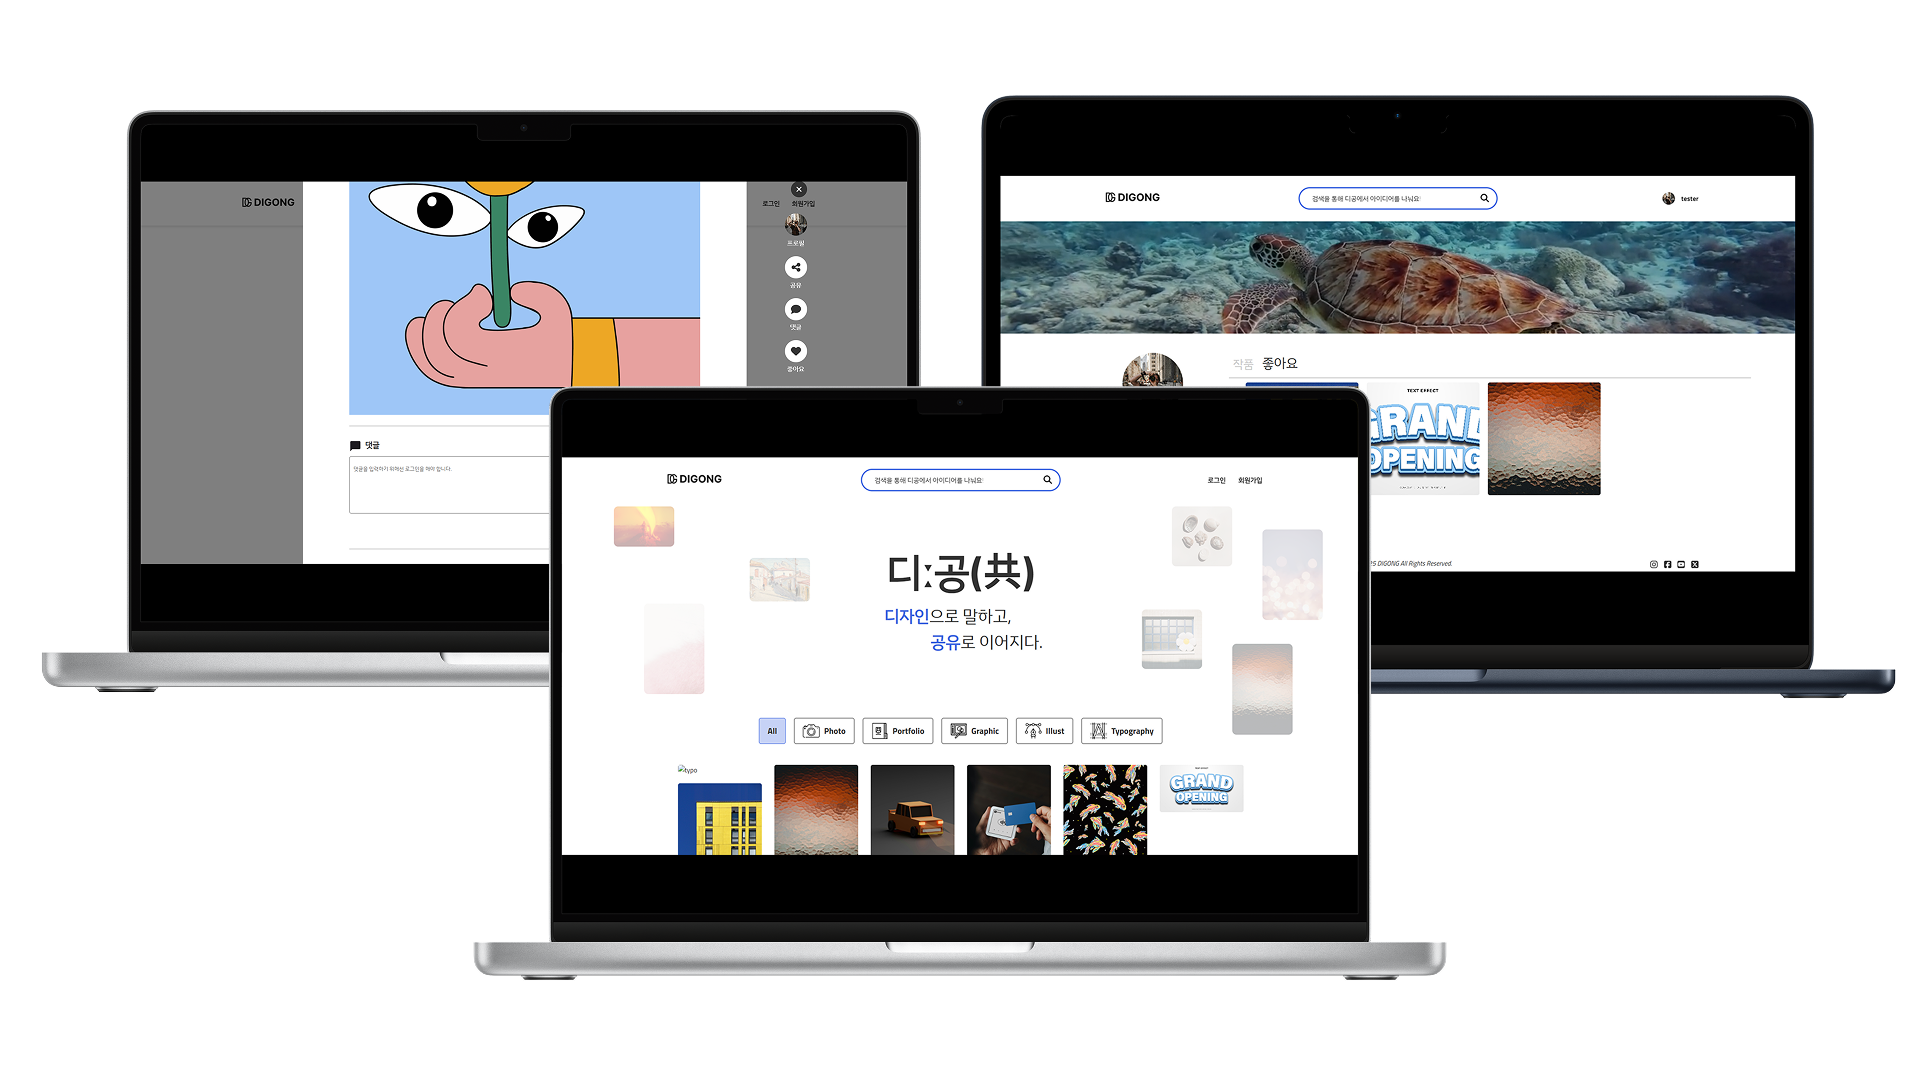 DIGONG
로그인 회원가입
프로필
공유
댓글
좋아요
댓글
댓글을 입력하기 위해선 로그인을 해야 합니다.
DIGONG
검색을 통해 디공에서 아이디어를 나눠요!
tester
작품 좋아요
TEXT EFFECT
GRAND
OPENING
DIGONG All Rights Reserved.
DIGONG
검색을 통해 디공에서 아이디어를 나눠요!
로그인 회원가입
디:공(共)
디자인으로 말하고,
공유로 이어지다.
All
Photo
Portfolio
Graphic
Illust
Typography
typo
GRAND
OPENING